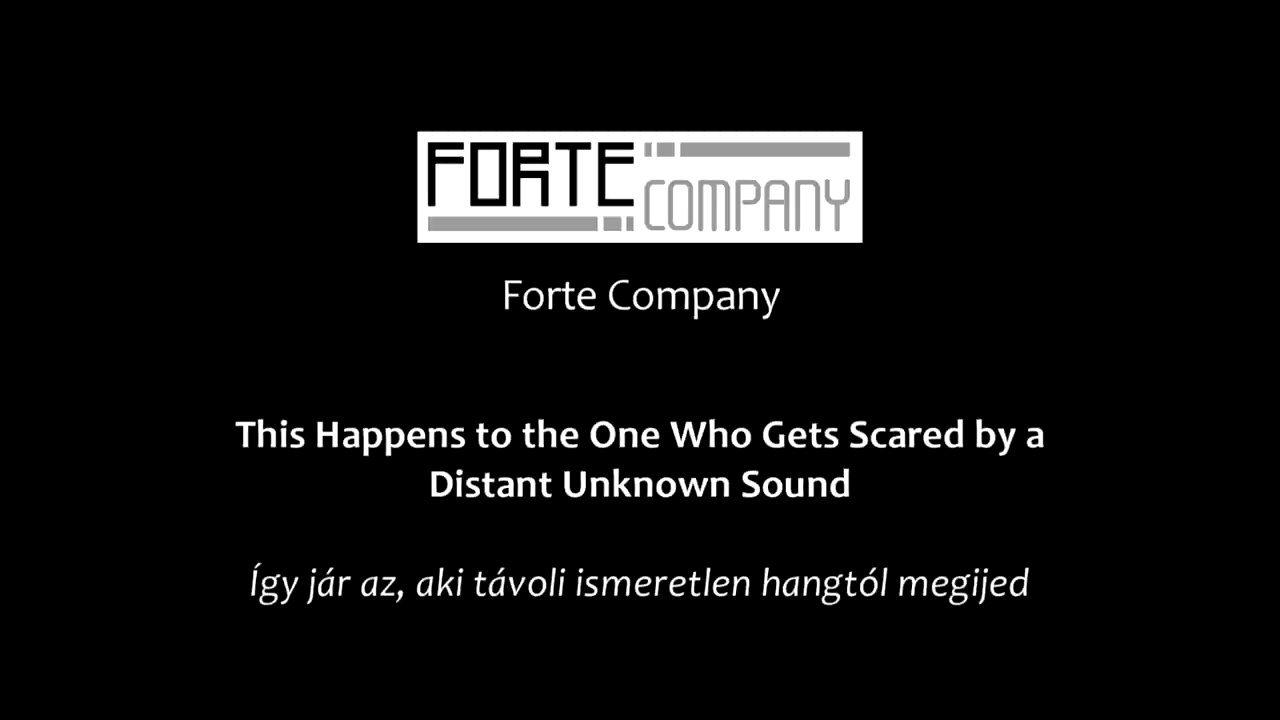 FORTE
COMPANY
Forte Company
This Happens to the One Who Gets Scared by a
Distant Unknown Sound
Így jár az, aki távoli ismeretlen hangtól megijed